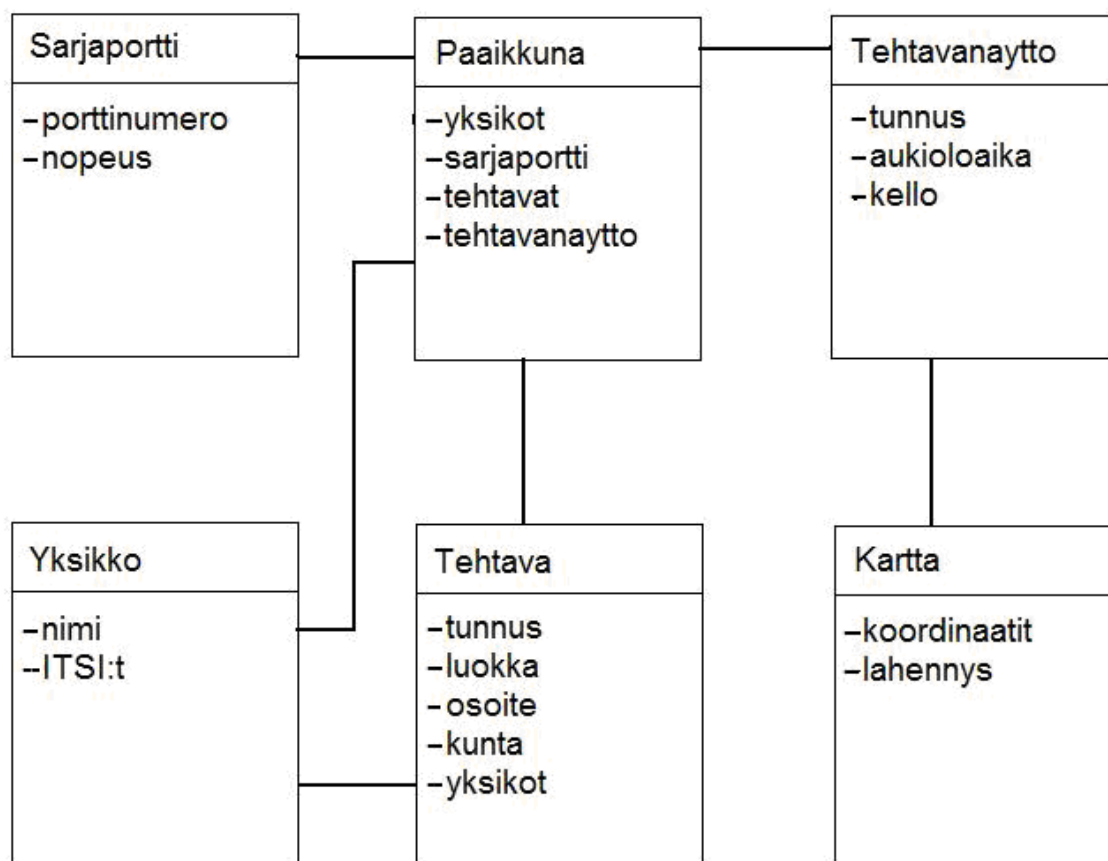 Sarjaportti
–porttinumero
–nopeus
Paaikkuna
–yksikot
–sarjaportti
–tehtavat
–tehtavanaytto
Tehtavanaytto
–tunnus
–aukioloaika
–kello
Yksikko
–nimi
–ITSI:t
Tehtava
–tunnus
–luokka
–osoite
–kunta
–yksikot
Kartta
–koordinaatit
–lahennys